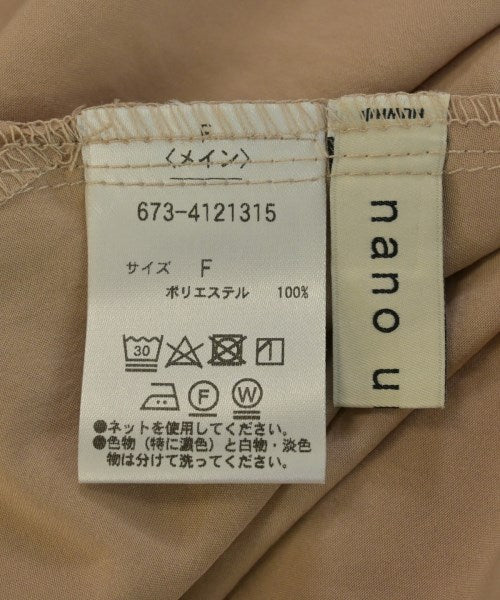 F
〈メイン〉
673-4121315
サイズ F
ポリエステル 100%
30
1
F
W
●ネットを使用してください。
●色物（特に濃色）と白物・淡色
物は分けて洗ってください。
nano